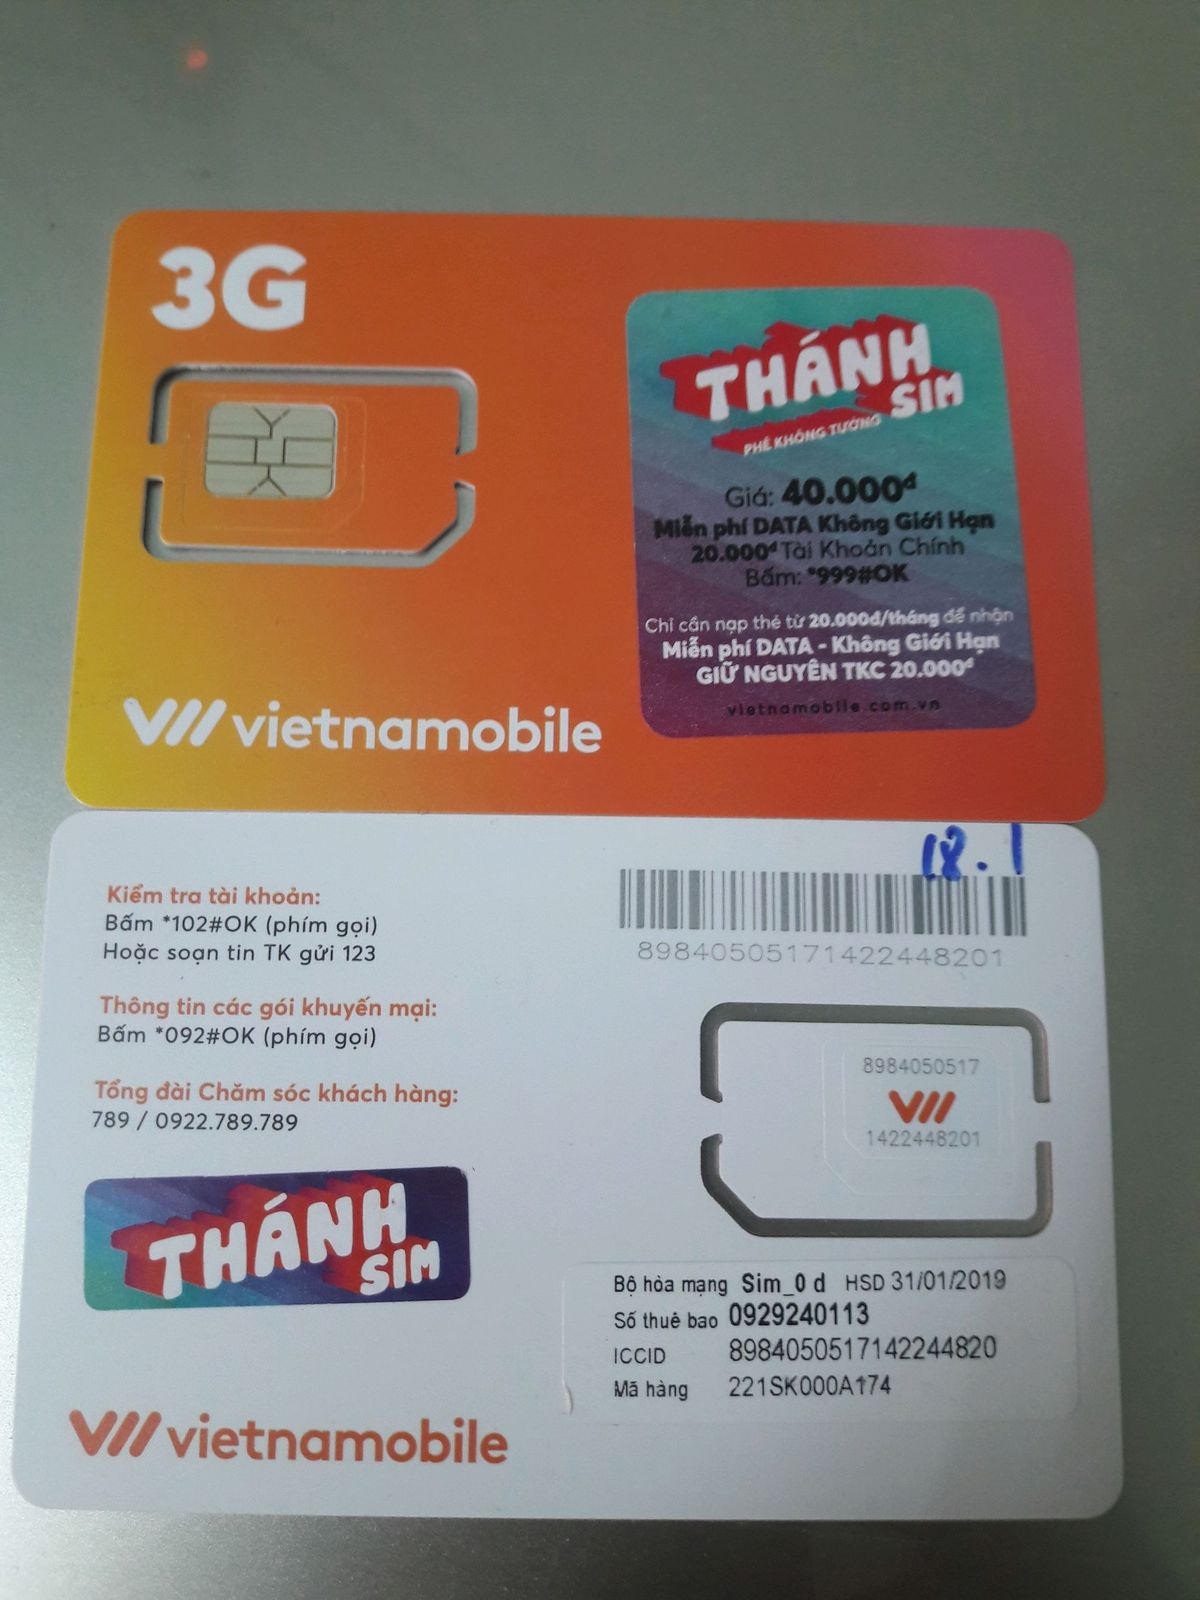 3G
THÁNH
SIM
PHÊ KHÔNG TƯỞNG
Giá: 40.000đ
Miễn phí DATA Không Giới Hạn
20.000đ Tài Khoản Chính
Bấm: *999#OK
Chỉ cần nạp thẻ từ 20.000đ/tháng để nhận
Miễn phí DATA - Không Giới Hạn
GIỮ NGUYÊN TKC 20.000đ
vietnamobile.com.vn
vietnamobile
18.1
Kiểm tra tài khoản:
Bấm *102#OK (phím gọi)
Hoặc soạn tin TK gửi 123
89840505171422448201
Thông tin các gói khuyến mại:
Bấm *092#OK (phím gọi)
Tổng đài Chăm sóc khách hàng:
789 / 0922.789.789
8984050517
1422448201
THÁNH
SIM
Bộ hòa mạng Sim_0 d HSD 31/01/2019
Số thuê bao 0929240113
ICCID 8984050517142244820
Mã hàng 221SK000A174
vietnamobile